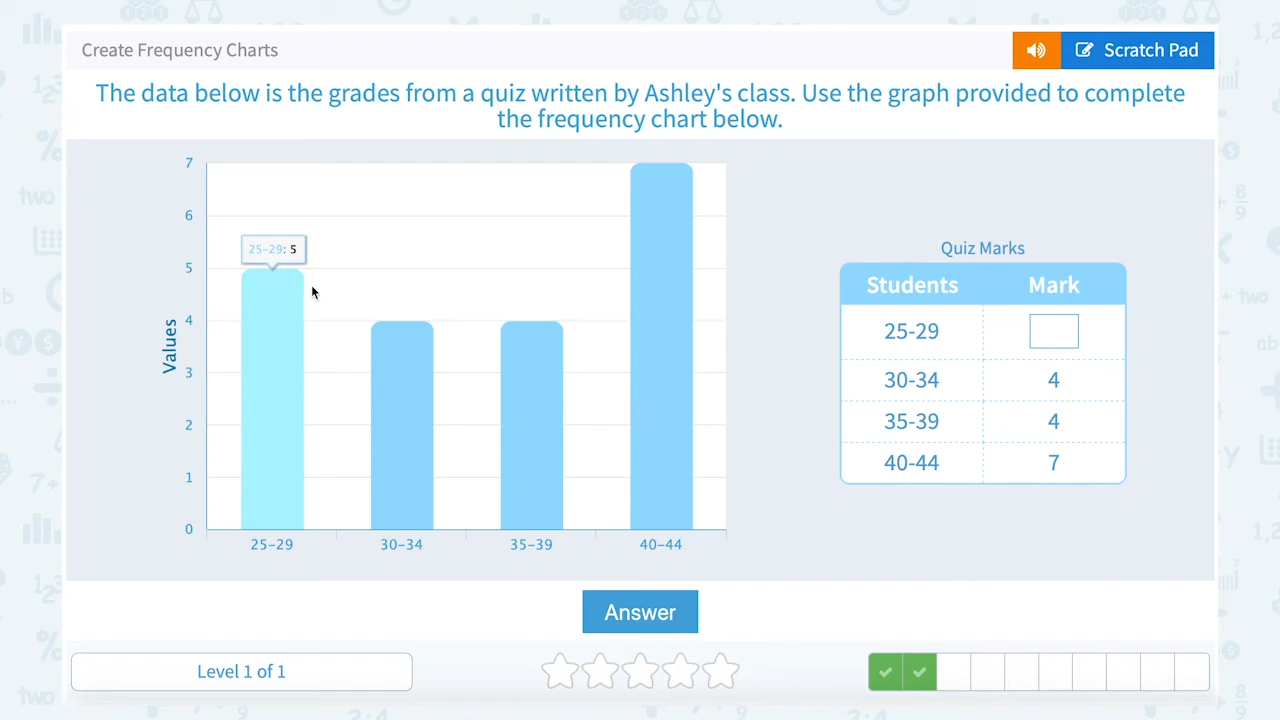 Create Frequency Charts
Scratch Pad
The data below is the grades from a quiz written by Ashley's class. Use the graph provided to complete
the frequency chart below.
7
6
5
4
3
2
1
0
Values
25–29: 5
25–29
30–34
35–39
40–44
Quiz Marks
Students Mark
25-29
30-34 4
35-39 4
40-44 7
Answer
Level 1 of 1